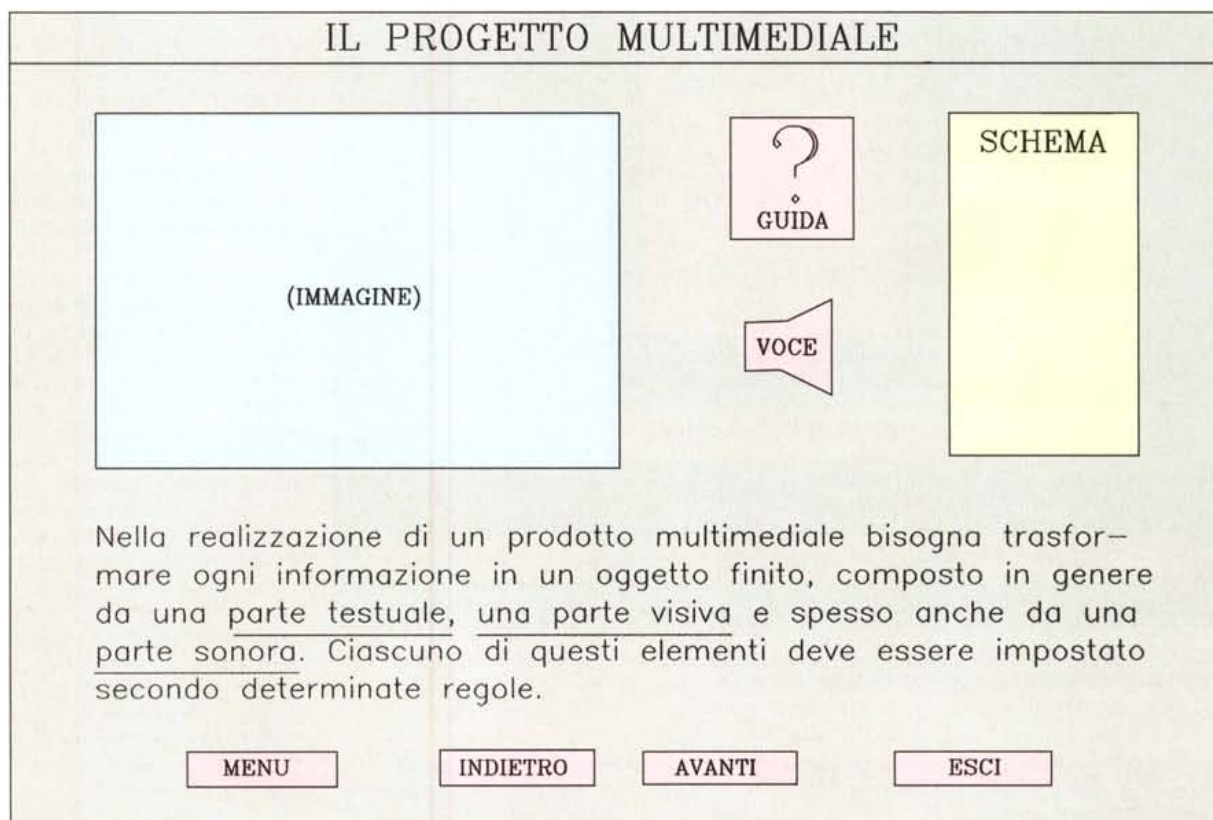 IL PROGETTO MULTIMEDIALE
(IMMAGINE)
?
GUIDA
VOCE
SCHEMA
Nella realizzazione di un prodotto multimediale bisogna trasfor–
mare ogni informazione in un oggetto finito, composto in genere
da una parte testuale, una parte visiva e spesso anche da una
parte sonora. Ciascuno di questi elementi deve essere impostato
secondo determinate regole.
MENU
INDIETRO
AVANTI
ESCI